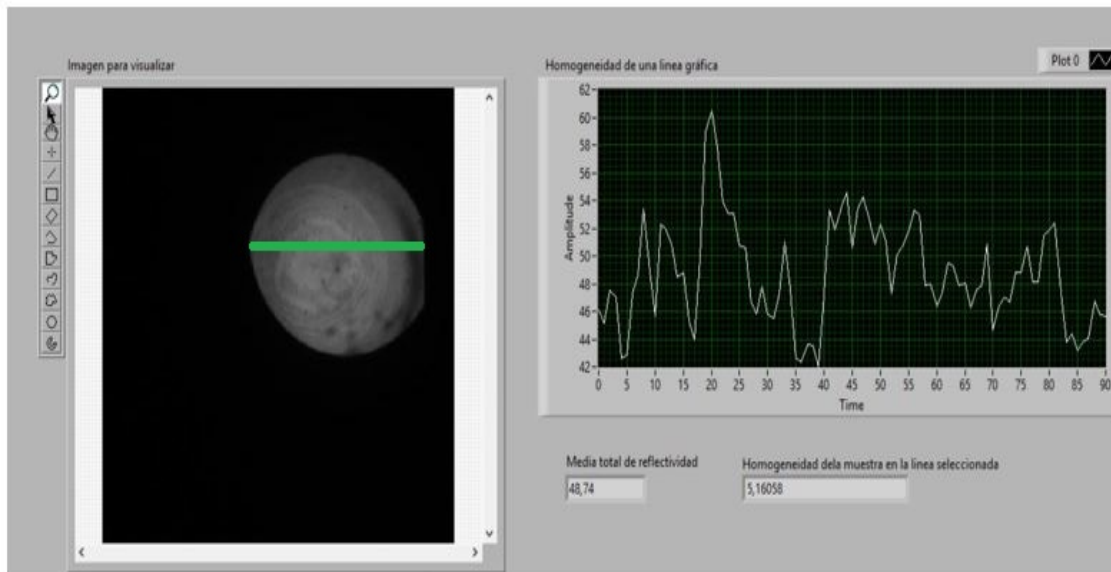 Imagen para visualizar
Homogeneidad de una linea gráfica
Plot 0
62
60
58
56
54
52
50
48
46
44
42
Amplitude
0 5 10 15 20 25 30 35 40 45 50 55 60 65 70 75 80 85 90
Time
Media total de reflectividad
48,74
Homogeneidad dela muestra en la linea seleccionada
5,16058